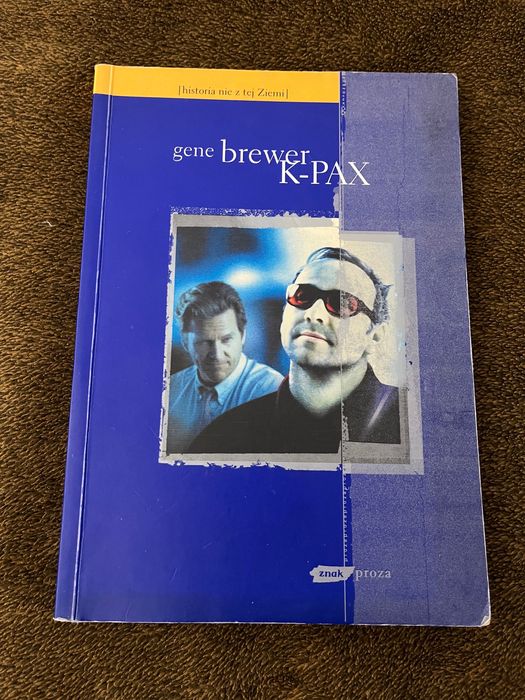 |historia nie z tej Ziemi|
gene brewer
K-PAX
znak proza